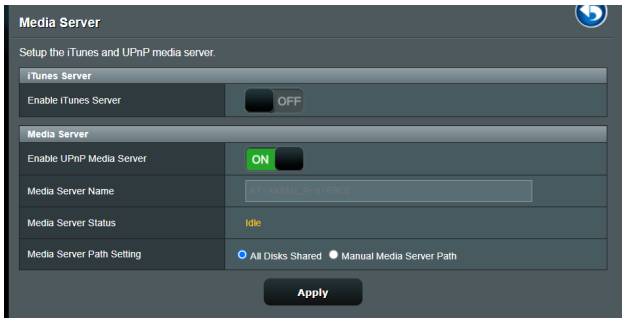 Media Server
Setup the iTunes and UPnP media server.
iTunes Server
Enable iTunes Server OFF
Media Server
Enable UPnP Media Server ON
Media Server Name
Media Server Status Idle
Media Server Path Setting All Disks Shared Manual Media Server Path
Apply